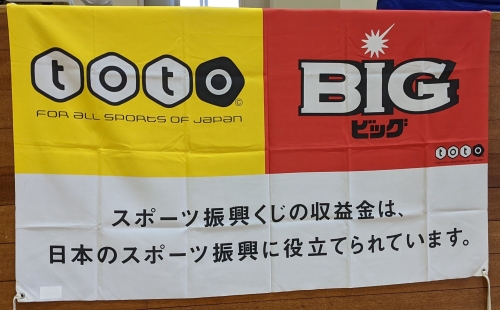 toto
©
FOR ALL SPORTS OF JAPAN
BIG
ビッグ
toto
スポーツ振興くじの収益金は、
日本のスポーツ振興に役立てられています。